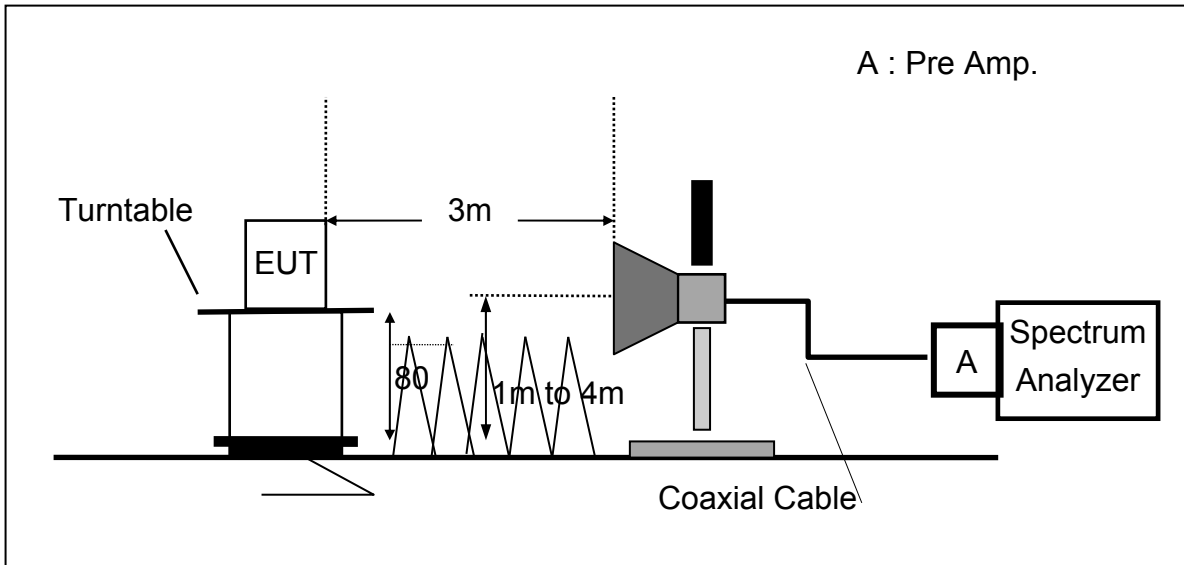 A : Pre Amp.
Turntable
3m
EUT
80
1m to 4m
A
Spectrum
Analyzer
Coaxial Cable